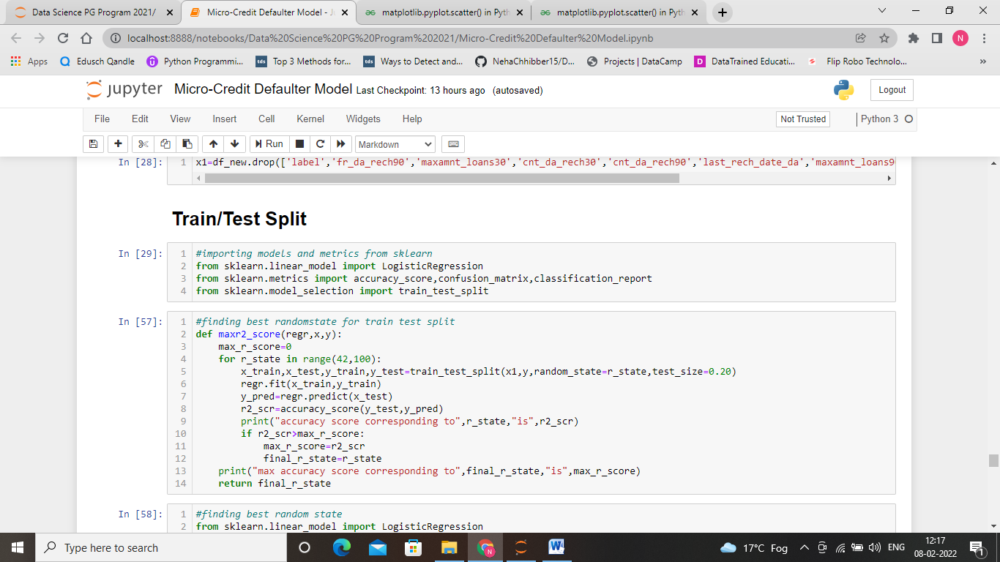 Data Science PG Program 2021/
Micro-Credit Defaulter Model - Ju
matplotlib.pyplot.scatter() in Pyth
matplotlib.pyplot.scatter() in Pyth
localhost:8888/notebooks/Data%20Science%20PG%20Program%202021/Micro-Credit%20Defaulter%20Model.ipynb
N
Apps
Edusch Qandle
Python Programmi...
tds Top 3 Methods for...
tds Ways to Detect and...
NehaChhibber15/D...
Projects | DataCamp
D DataTrained Educati...
Flip Robo Technolo...
»
jupyter Micro-Credit Defaulter Model Last Checkpoint: 13 hours ago (autosaved)
Logout
File Edit View Insert Cell Kernel Widgets Help
Not Trusted
Python 3
Run
Markdown
In [28]:
1 x1=df_new.drop(['label','fr_da_rech90','maxamnt_loans30','cnt_da_rech30','cnt_da_rech90','last_rech_date_da','maxamnt_loans9
Train/Test Split
In [29]:
1 #importing models and metrics from sklearn
2 from sklearn.linear_model import LogisticRegression
3 from sklearn.metrics import accuracy_score,confusion_matrix,classification_report
4 from sklearn.model_selection import train_test_split
In [57]:
1 #finding best randomstate for train test split
2 def maxr2_score(regr,x,y):
3     max_r_score=0
4     for r_state in range(42,100):
5         x_train,x_test,y_train,y_test=train_test_split(x1,y,random_state=r_state,test_size=0.20)
6         regr.fit(x_train,y_train)
7         y_pred=regr.predict(x_test)
8         r2_scr=accuracy_score(y_test,y_pred)
9         print("accuracy score corresponding to",r_state,"is",r2_scr)
10         if r2_scr>max_r_score:
11             max_r_score=r2_scr
12             final_r_state=r_state
13     print("max accuracy score corresponding to",final_r_state,"is",max_r_score)
14     return final_r_state
In [58]:
1 #finding best random state
2 from sklearn.linear_model import LogisticRegression
Type here to search
N
W
17°C Fog
ENG
12:17
08-02-2022
1